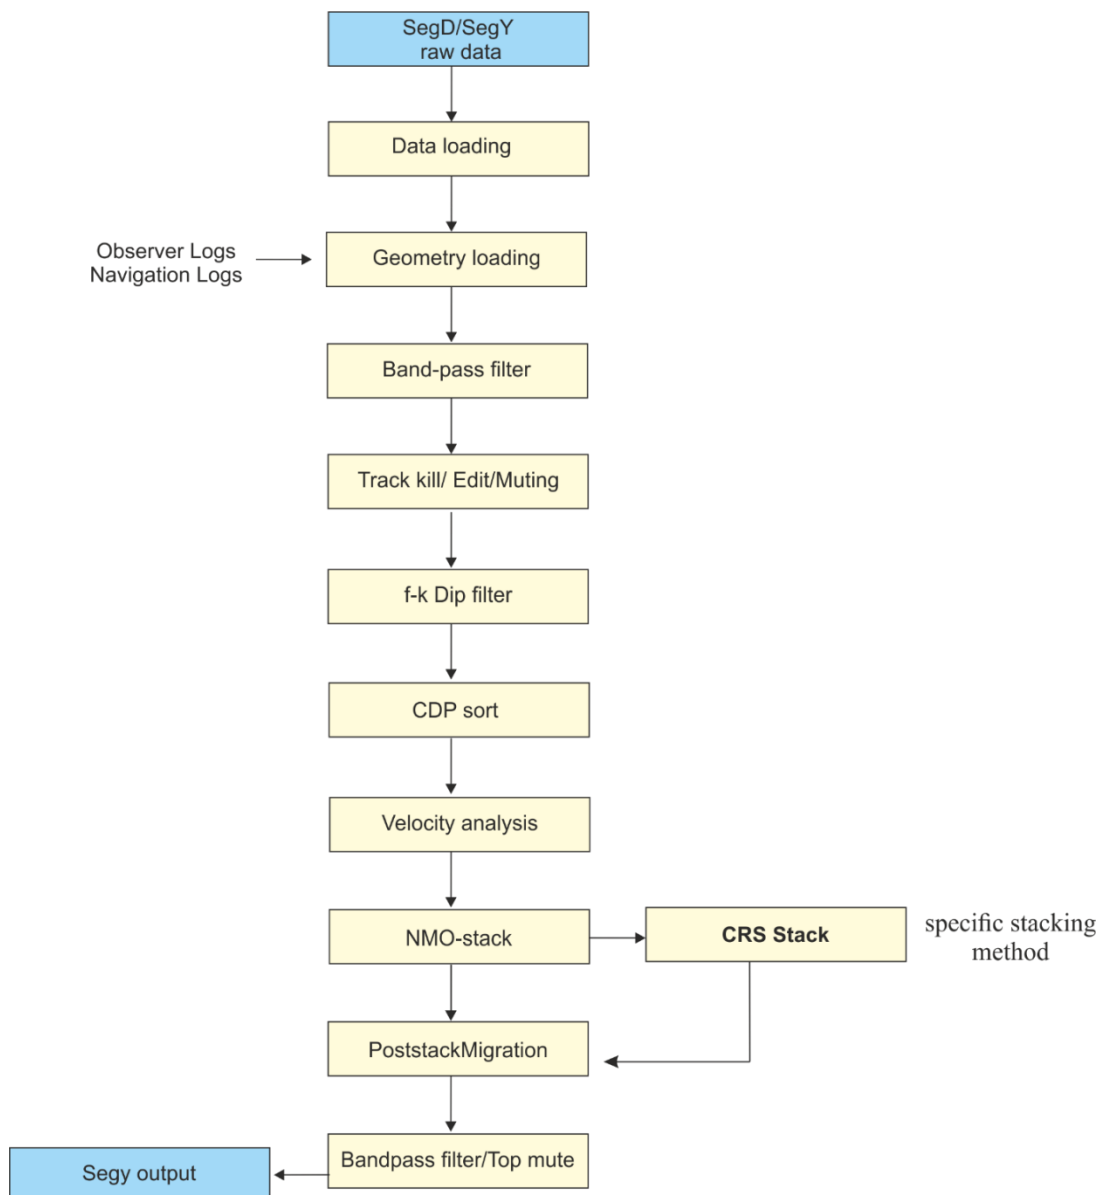 SegD/SegY
raw data
Data loading
Observer Logs
Navigation Logs
Geometry loading
Band-pass filter
Track kill/ Edit/Muting
f-k Dip filter
CDP sort
Velocity analysis
NMO-stack
CRS Stack
specific stacking
method
PoststackMigration
Bandpass filter/Top mute
Segy output